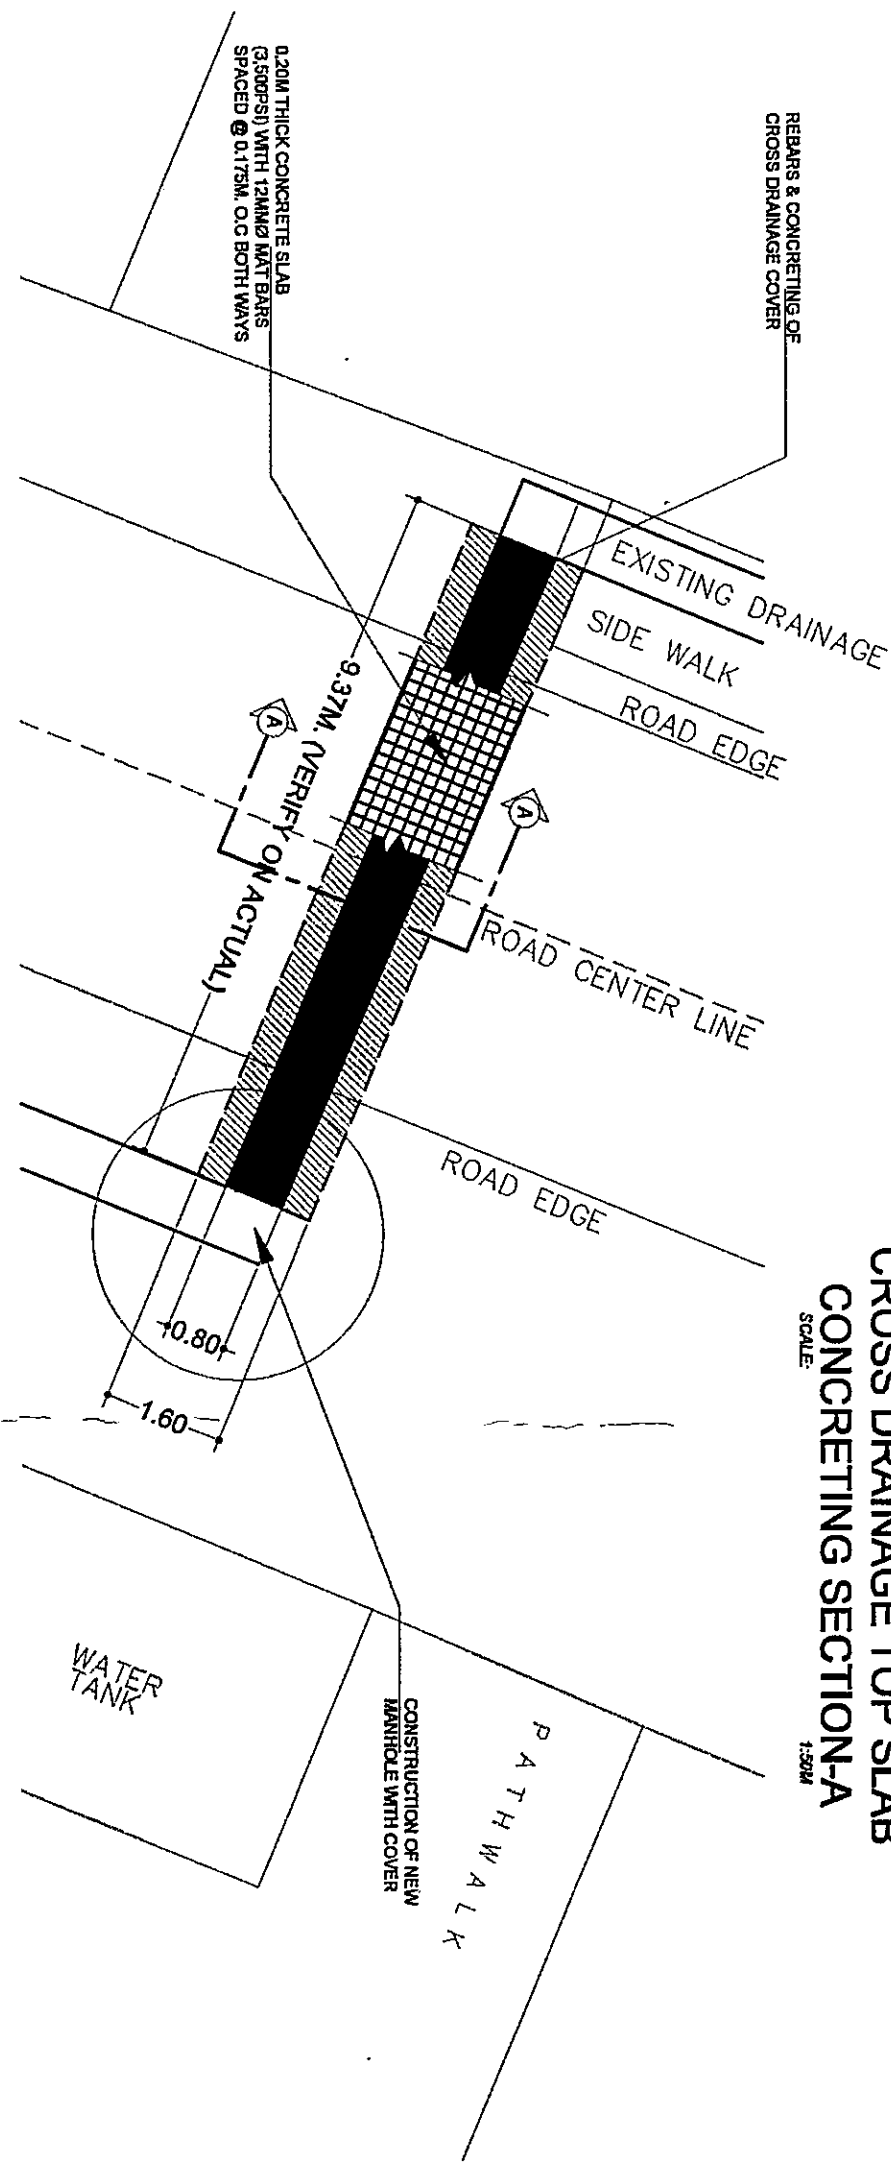 CROSS DRAINAGE TOP SLAB
CONCRETING SECTION-A
SCALE:
1:50M
REBARS & CONCRETING OF
CROSS DRAINAGE COVER
0.20M THICK CONCRETE SLAB
(3,500PSI) WITH 12MMØ MAT BARS
SPACED @ 0.175M. O.C BOTH WAYS
EXISTING DRAINAGE
SIDE WALK
ROAD EDGE
A
A
9.37M. (VERIFY ON ACTUAL)
ROAD CENTER LINE
ROAD EDGE
0.80
1.60
CONSTRUCTION OF NEW
MANHOLE WITH COVER
WATER
TANK
PATHWALK